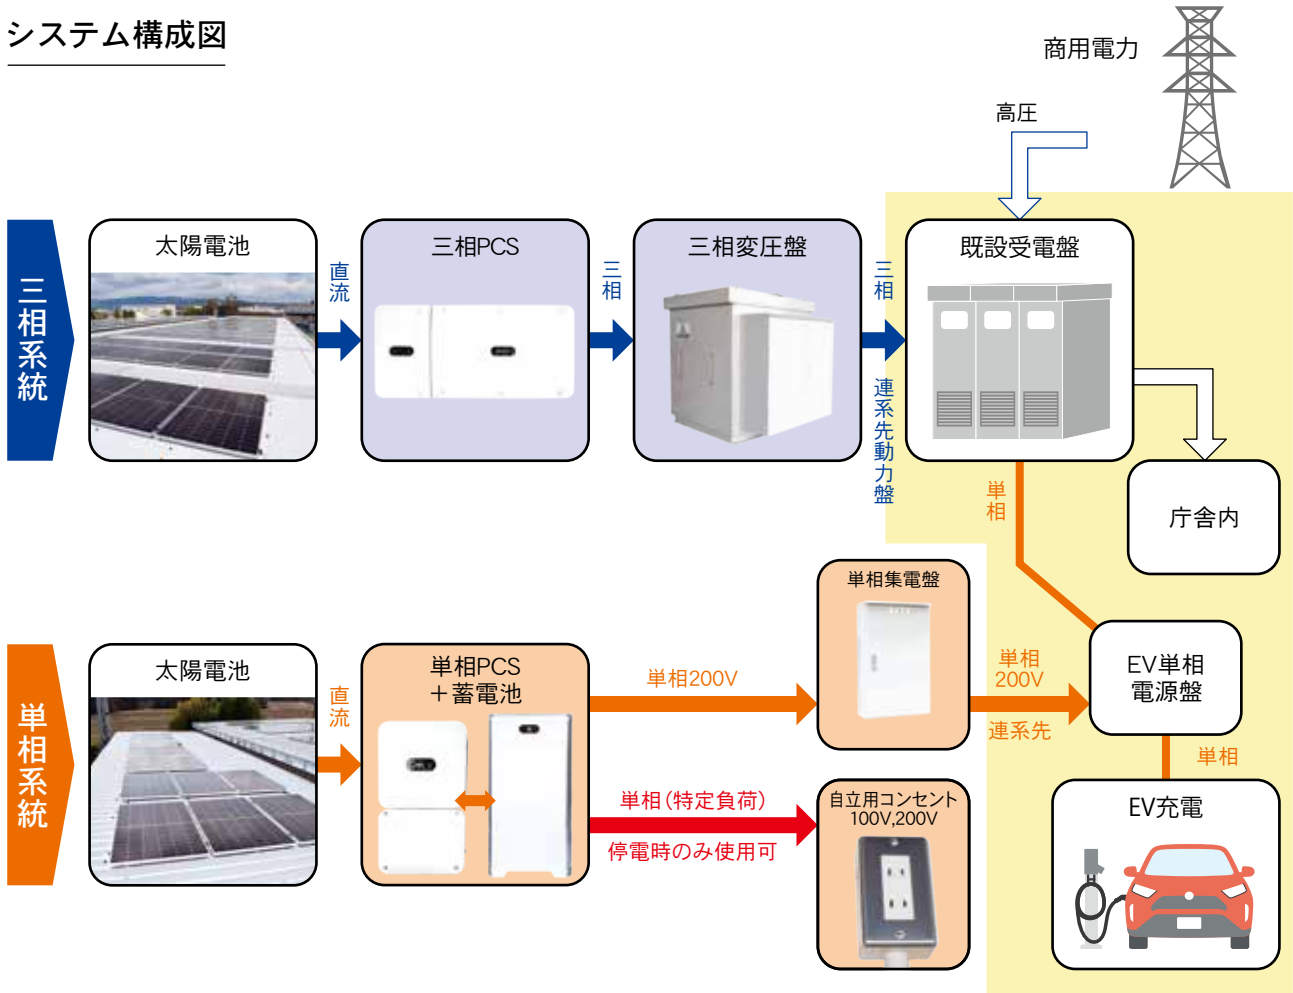 システム構成図
商用電力
高圧
三相系統
太陽電池
直流
三相PCS
三相
三相変圧盤
三相
連系先動力盤
既設受電盤
庁舎内
単相
単相系統
太陽電池
直流
単相PCS
＋蓄電池
単相200V
単相集電盤
単相
200V
連系先
EV単相
電源盤
単相
EV充電
単相（特定負荷）
停電時のみ使用可
自立用コンセント
100V,200V